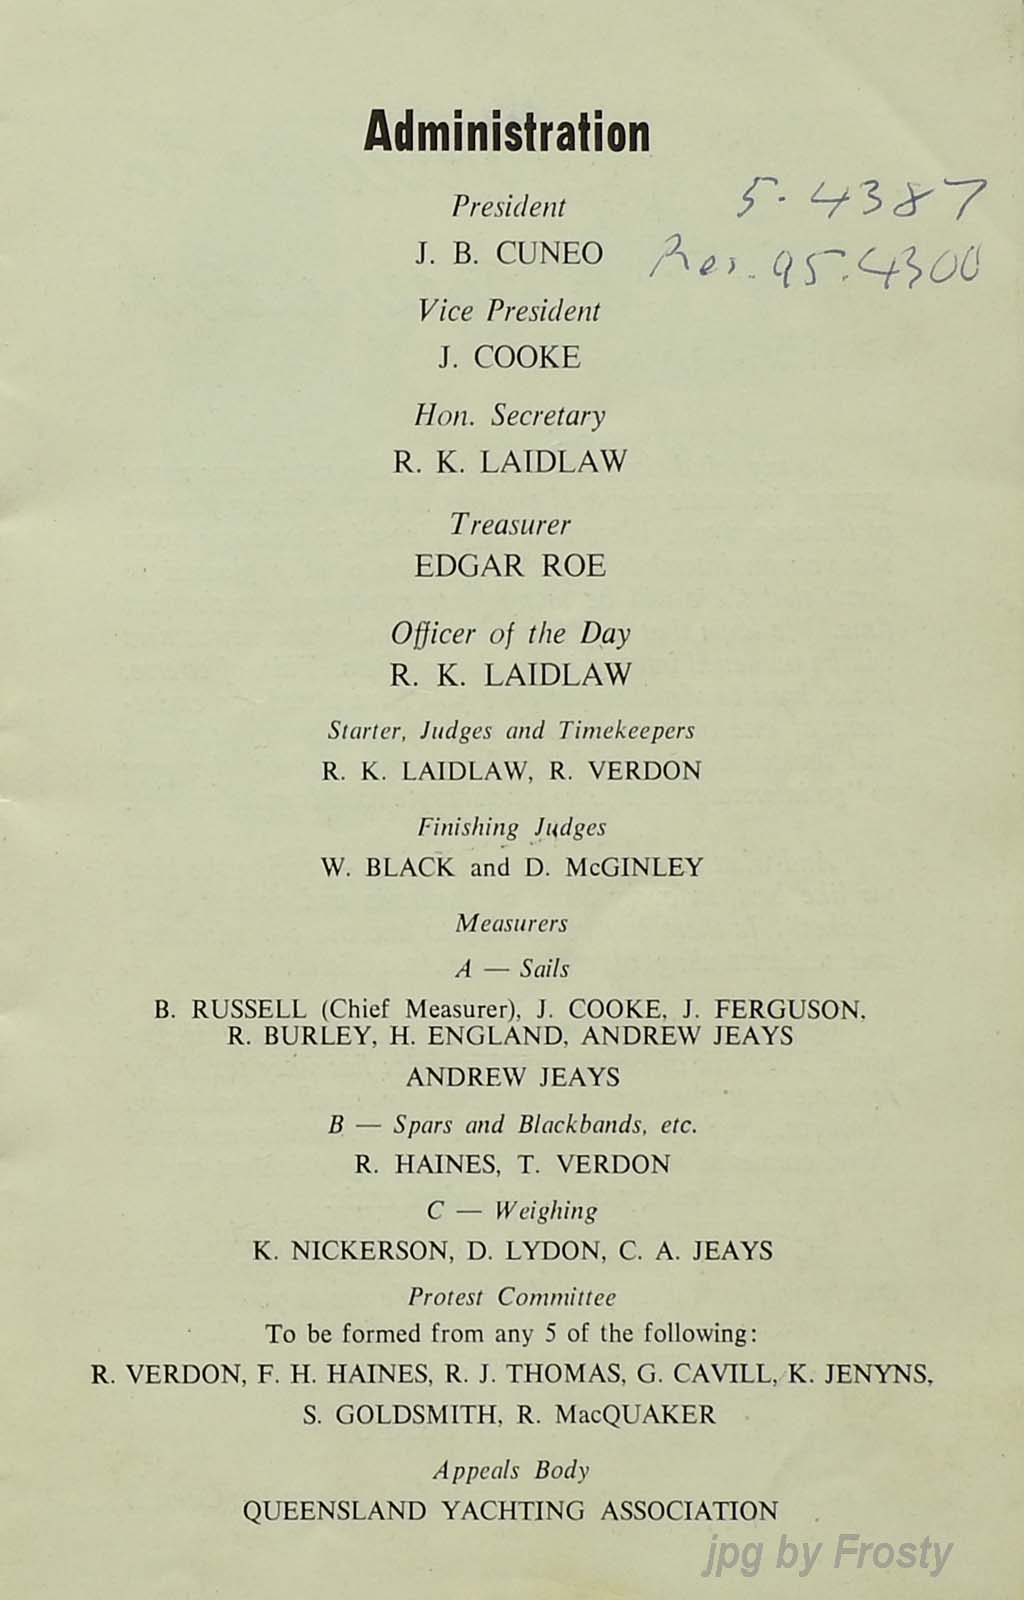 Administration
President
5. 4387
J. B. CUNEO
Res. 95.4300
Vice President
J. COOKE
Hon. Secretary
R. K. LAIDLAW
Treasurer
EDGAR ROE
Officer of the Day
R. K. LAIDLAW
Starter, Judges and Timekeepers
R. K. LAIDLAW, R. VERDON
Finishing Judges
W. BLACK and D. McGINLEY
Measurers
A — Sails
B. RUSSELL (Chief Measurer), J. COOKE, J. FERGUSON,
R. BURLEY, H. ENGLAND, ANDREW JEAYS
ANDREW JEAYS
B — Spars and Blackbands, etc.
R. HAINES, T. VERDON
C — Weighing
K. NICKERSON, D. LYDON, C. A. JEAYS
Protest Committee
To be formed from any 5 of the following:
R. VERDON, F. H. HAINES, R. J. THOMAS, G. CAVILL, K. JENYNS,
S. GOLDSMITH, R. MacQUAKER
Appeals Body
QUEENSLAND YACHTING ASSOCIATION
jpg by Frosty